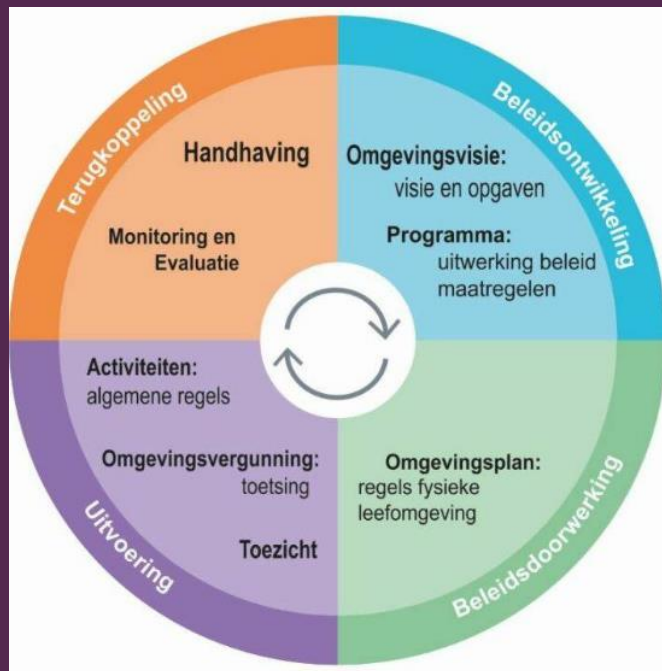 Terugkoppeling
Handhaving
Monitoring en
Evaluatie
Beleidsontwikkeling
Omgevingsvisie:
visie en opgaven
Programma:
uitwerking beleid
maatregelen
Beleidsdoorwerking
Omgevingsplan:
regels fysieke
leefomgeving
Uitvoering
Activiteiten:
algemene regels
Omgevingsvergunning:
toetsing
Toezicht